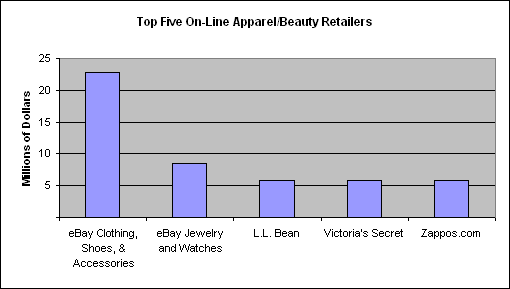 Top Five On-Line Apparel/Beauty Retailers
Millions of Dollars
25
20
15
10
5
eBay Clothing,
Shoes, &
Accessories
eBay Jewelry
and Watches
L.L. Bean
Victoria's Secret
Zappos.com